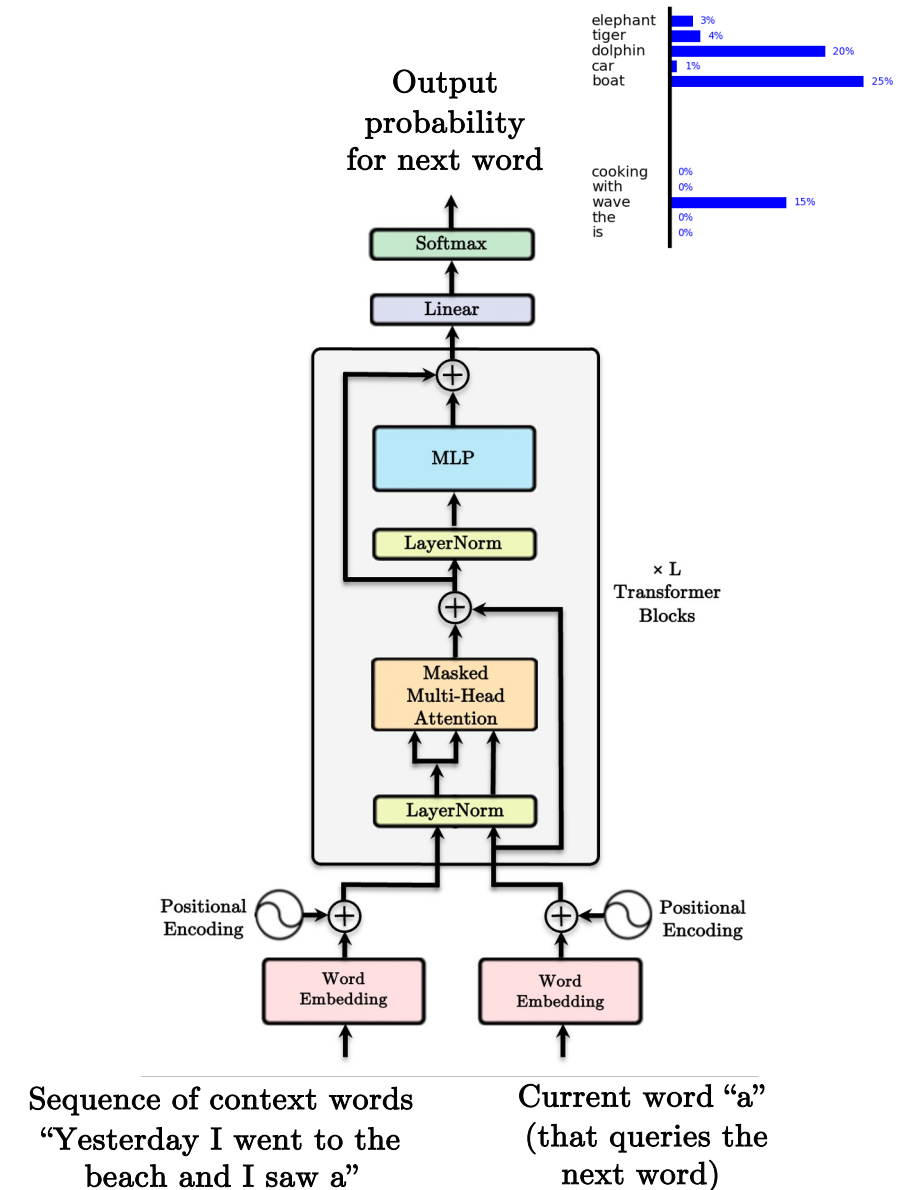 elephant 3%
tiger 4%
dolphin 20%
car 1%
boat 25%
cooking 0%
with 0%
wave 15%
the 0%
is 0%
Output
probability
for next word
Softmax
Linear
MLP
LayerNorm
× L
Transformer
Blocks
Masked
Multi-Head
Attention
LayerNorm
Positional
Encoding
Positional
Encoding
Word
Embedding
Word
Embedding
Sequence of context words
“Yesterday I went to the
beach and I saw a”
Current word “a”
(that queries the
next word)